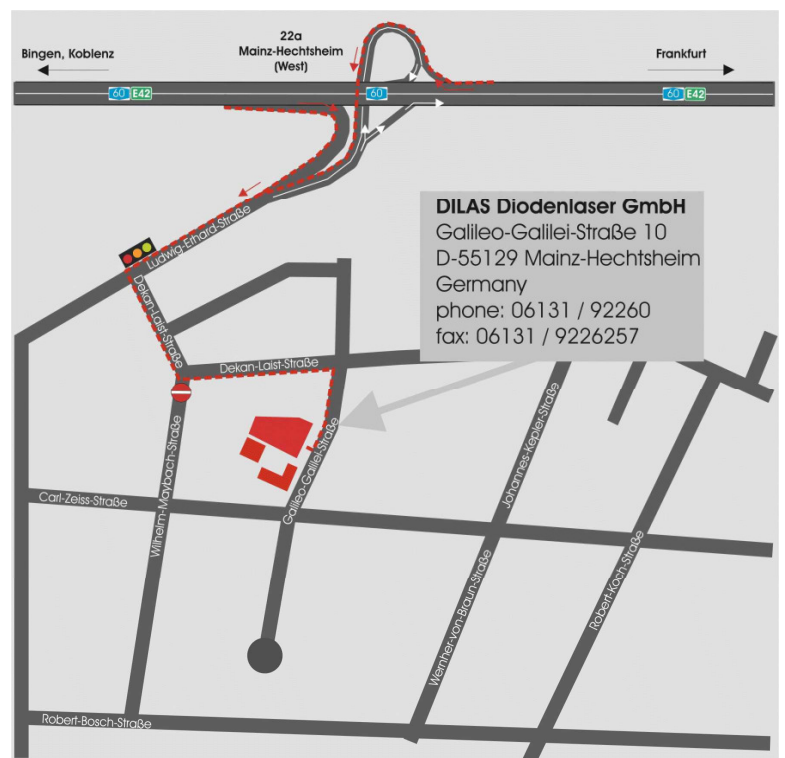 22a
Mainz-Hechtsheim
(West)
Bingen, Koblenz
Frankfurt
60 E42
60
60 E42
Ludwig-Erhard-Straße
DILAS Diodenlaser GmbH
Galileo-Galilei-Straße 10
D-55129 Mainz-Hechtsheim
Germany
phone: 06131 / 92260
fax: 06131 / 9226257
Dekan-Laist-Straße
Dekan-Laist-Straße
Johannes-Kepler-Straße
Wilhelm-Maybach-Straße
Galileo-Galilei-Straße
Carl-Zeiss-Straße
Wernher-von-Braun-Straße
Robert-Koch-Straße
Robert-Bosch-Straße